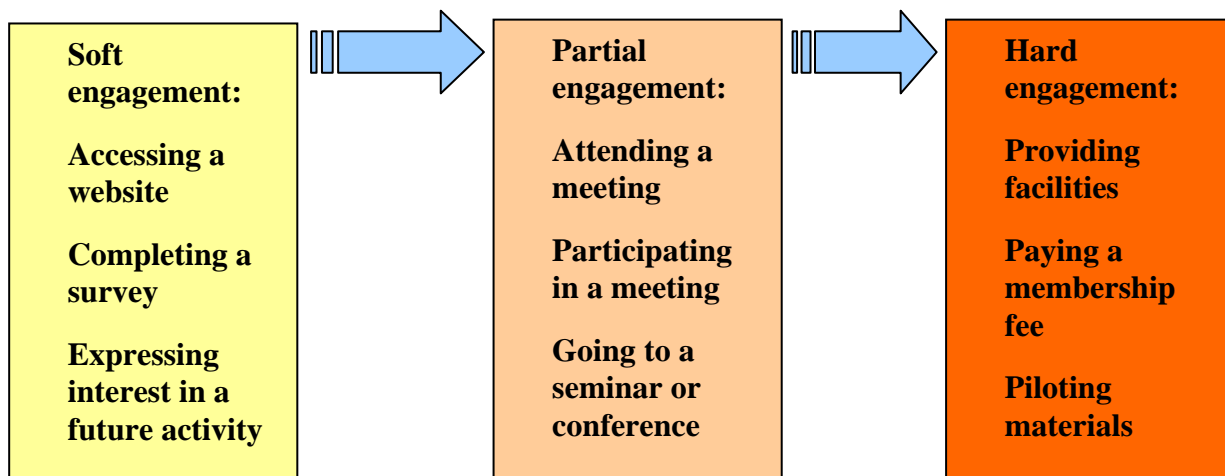 Soft
engagement:
Accessing a
website
Completing a
survey
Expressing
interest in a
future activity
Partial
engagement:
Attending a
meeting
Participating
in a meeting
Going to a
seminar or
conference
Hard
engagement:
Providing
facilities
Paying a
membership
fee
Piloting
materials